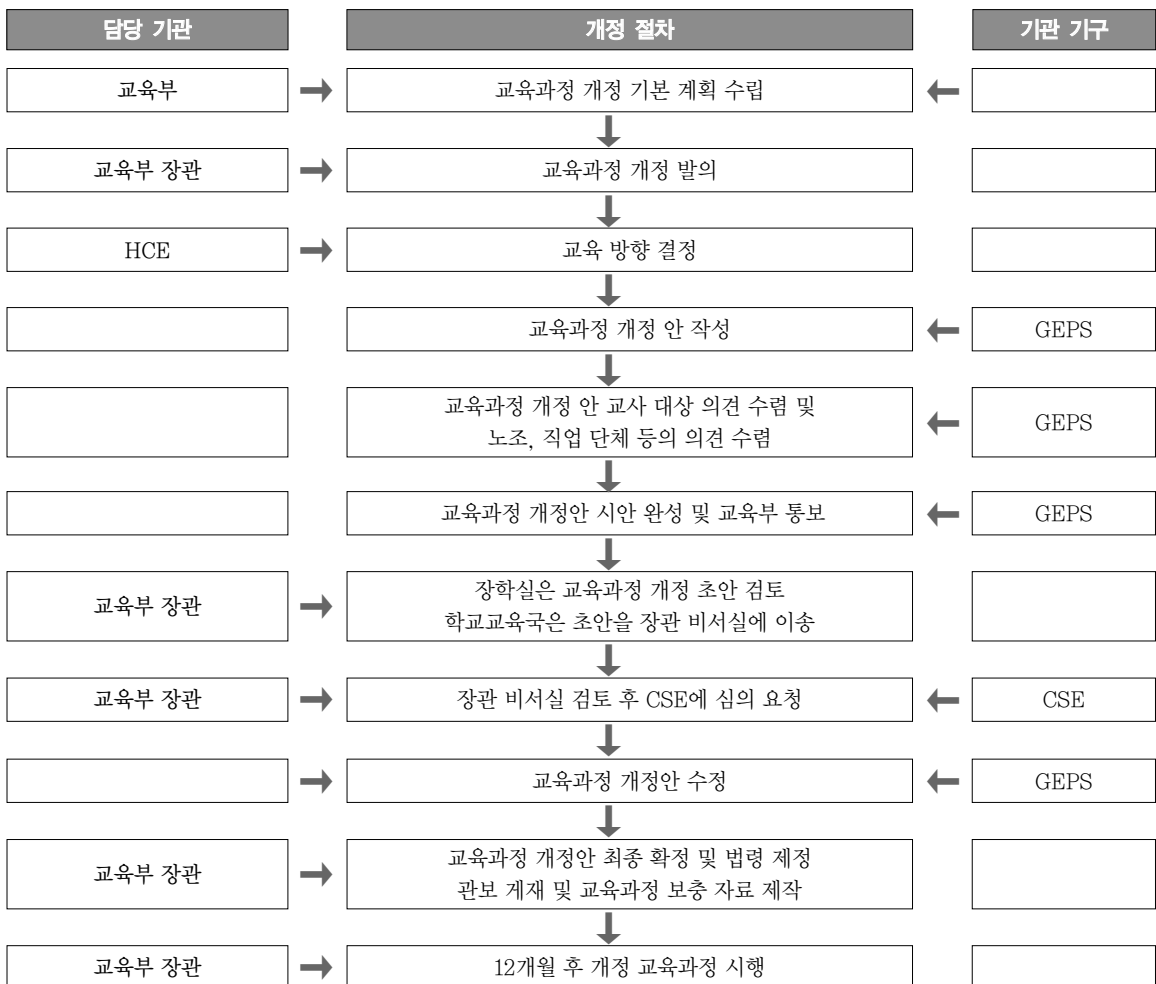 담당 기관
개정 절차
기관 기구
교육부
교육과정 개정 기본 계획 수립
교육부 장관
교육과정 개정 발의
HCE
교육 방향 결정
교육과정 개정 안 작성
GEPS
교육과정 개정 안 교사 대상 의견 수렴 및
노조, 직업 단체 등의 의견 수렴
GEPS
교육과정 개정안 시안 완성 및 교육부 통보
GEPS
교육부 장관
장학실은 교육과정 개정 초안 검토
학교교육국은 초안을 장관 비서실에 이송
교육부 장관
장관 비서실 검토 후 CSE에 심의 요청
CSE
교육과정 개정안 수정
GEPS
교육부 장관
교육과정 개정안 최종 확정 및 법령 제정
관보 게재 및 교육과정 보충 자료 제작
교육부 장관
12개월 후 개정 교육과정 시행